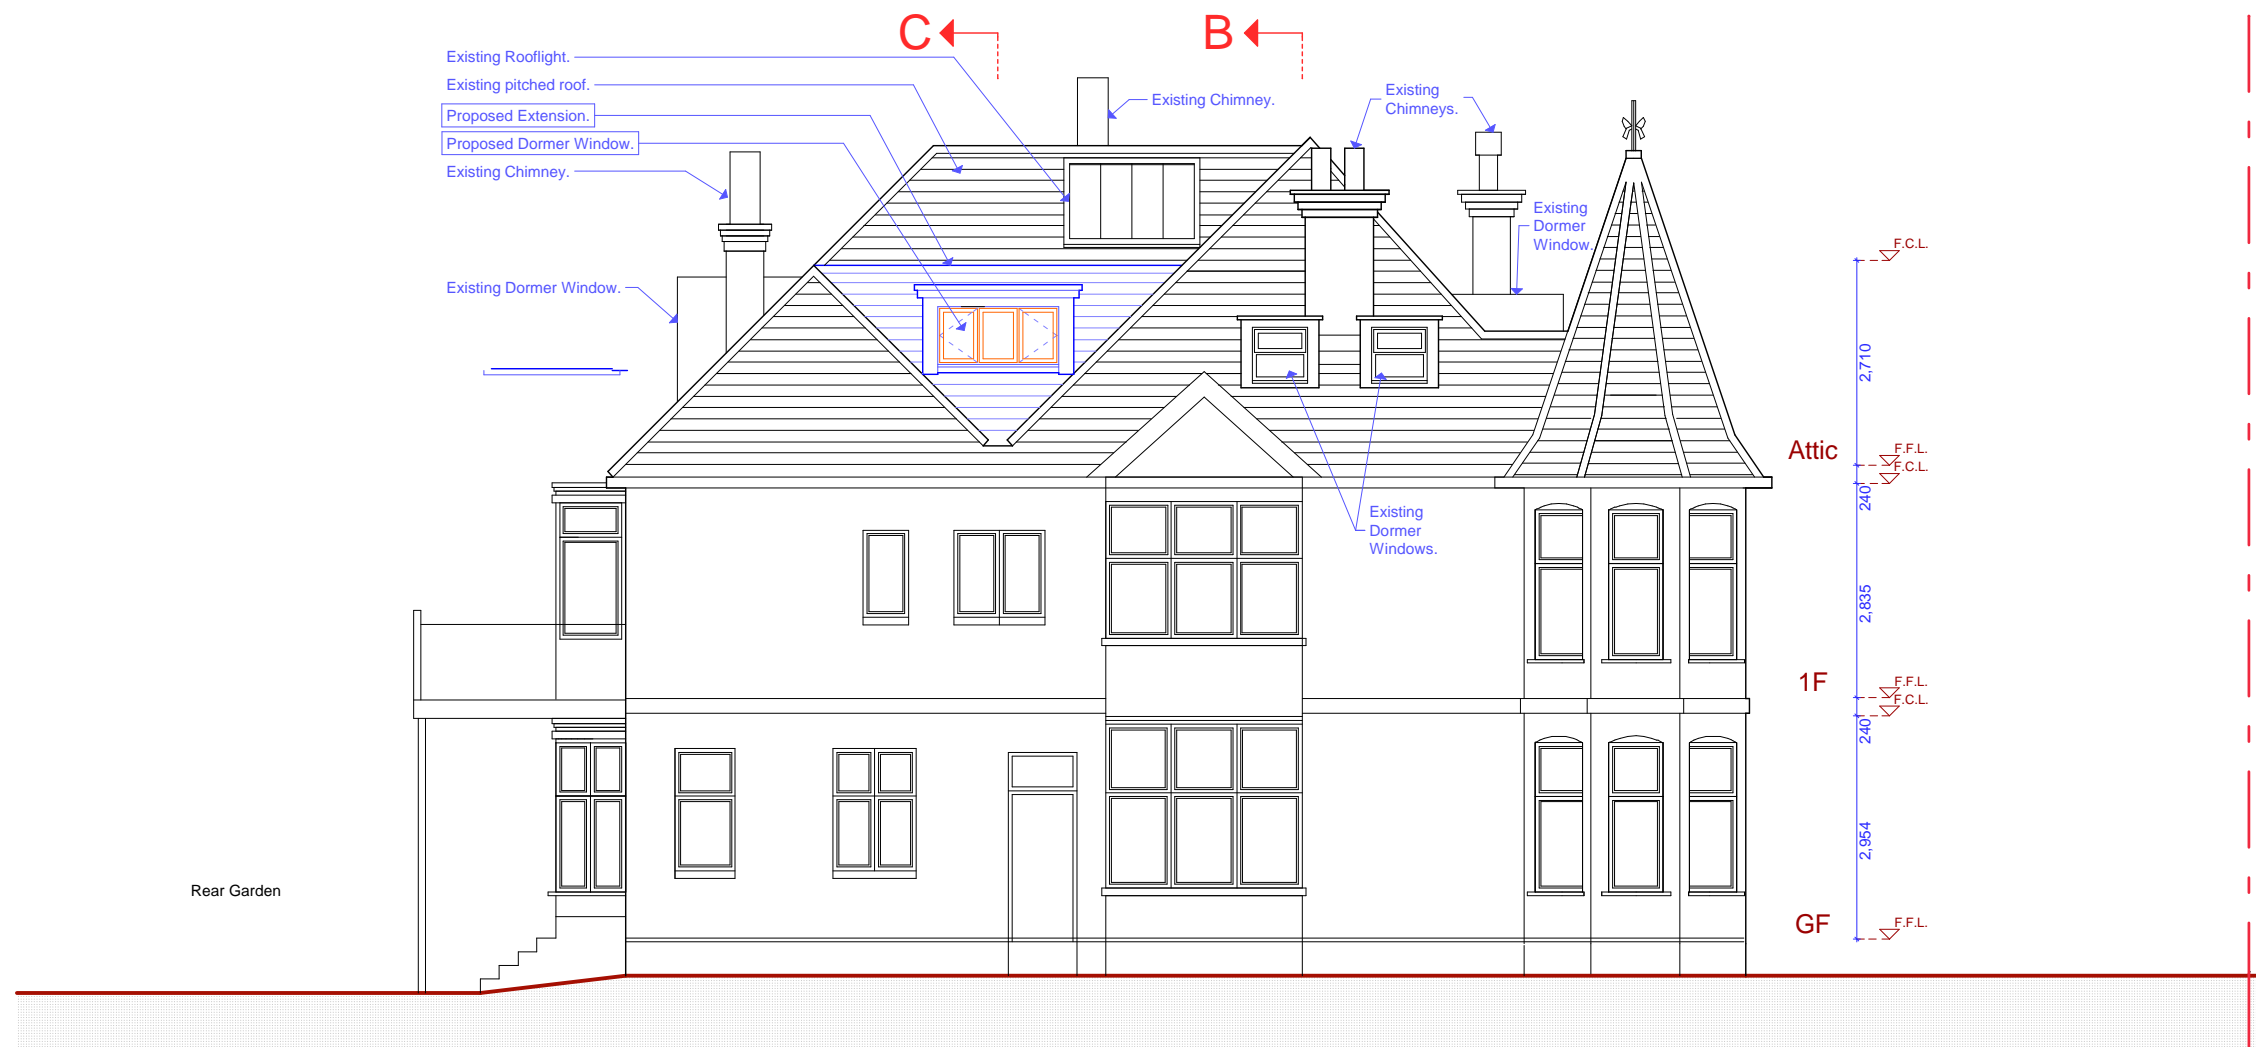 C
B
Existing Rooflight.
Existing pitched roof.
Proposed Extension.
Proposed Dormer Window.
Existing Chimney.
Existing Dormer Window.
Existing Chimney.
Existing
Chimneys.
Existing
Dormer
Window.
Existing
Dormer
Windows.
F.C.L.
2,710
Attic
F.F.L.
F.C.L.
240
2,835
1F
F.F.L.
F.C.L.
240
2,954
GF
F.F.L.
Rear Garden